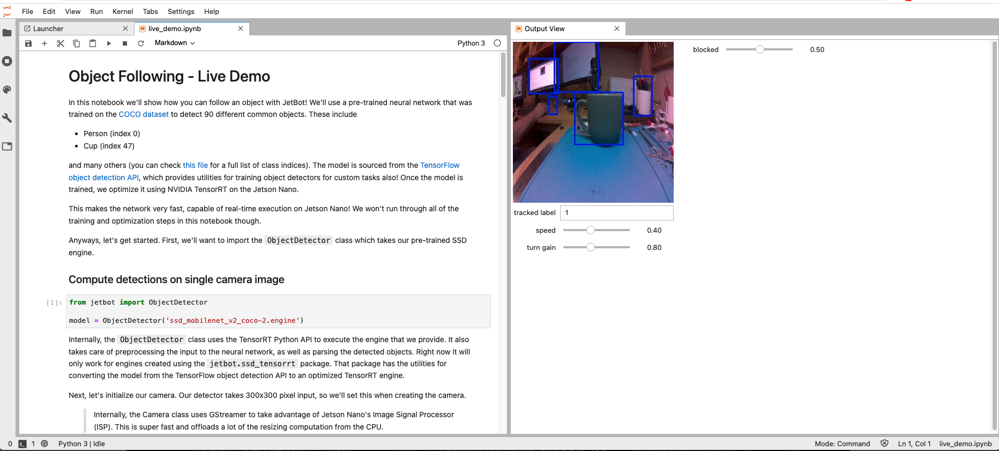 File Edit View Run Kernel Tabs Settings Help
Launcher
live_demo.ipynb
Markdown
Python 3
Object Following - Live Demo
In this notebook we'll show how you can follow an object with JetBot! We'll use a pre-trained neural network that was
trained on the COCO dataset to detect 90 different common objects. These include
• Person (index 0)
• Cup (index 47)
and many others (you can check this file for a full list of class indices). The model is sourced from the TensorFlow
object detection API, which provides utilities for training object detectors for custom tasks also! Once the model is
trained, we optimize it using NVIDIA TensorRT on the Jetson Nano.
This makes the network very fast, capable of real-time execution on Jetson Nano! We won't run through all of the
training and optimization steps in this notebook though.
Anyways, let's get started. First, we'll want to import the ObjectDetector class which takes our pre-trained SSD
engine.
Compute detections on single camera image
[1]:
from jetbot import ObjectDetector
model = ObjectDetector('ssd_mobilenet_v2_coco-2.engine')
Internally, the ObjectDetector class uses the TensorRT Python API to execute the engine that we provide. It also
takes care of preprocessing the input to the neural network, as well as parsing the detected objects. Right now it will
only work for engines created using the jetbot.ssd_tensorrt package. That package has the utilities for
converting the model from the TensorFlow object detection API to an optimized TensorRT engine.
Next, let's initialize our camera. Our detector takes 300x300 pixel input, so we'll set this when creating the camera.
Internally, the Camera class uses GStreamer to take advantage of Jetson Nano's Image Signal Processor
(ISP). This is super fast and offloads a lot of the resizing computation from the CPU.
Output View
blocked 0.50
tracked label 1
speed 0.40
turn gain 0.80
0 $_ 1 Python 3 | Idle
Mode: Command Ln 1, Col 1 live_demo.ipynb